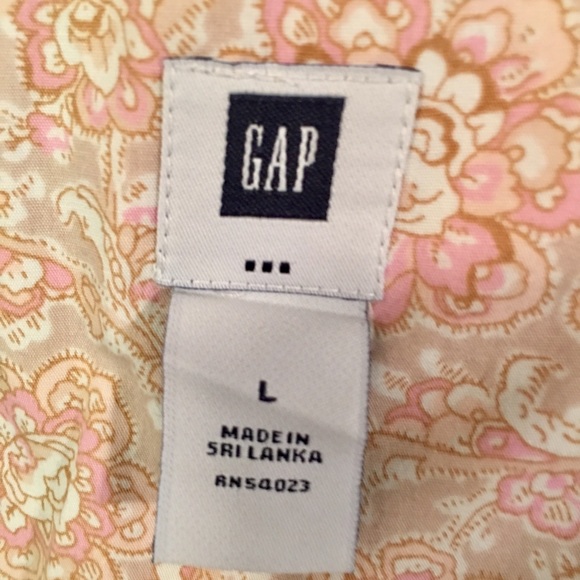 GAP
L
MADE IN
SRI LANKA
RN54023